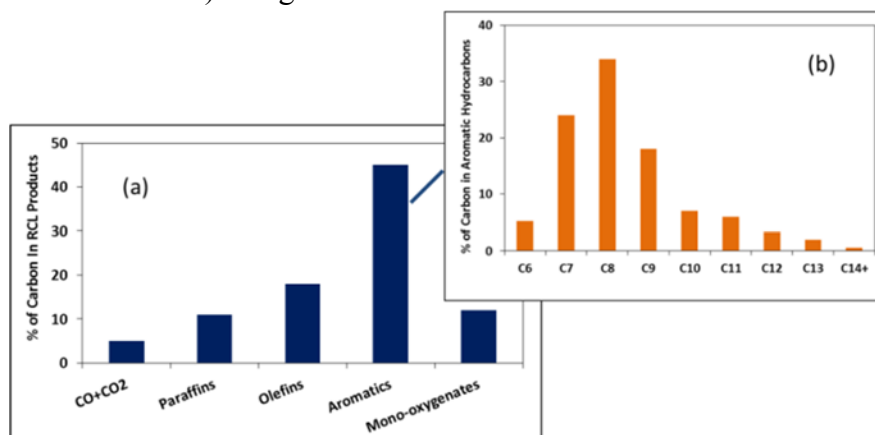 (a)
% of Carbon In RCL Products
50
40
30
20
10
0
CO+CO2
Paraffins
Olefins
Aromatics
Mono-oxygenates
(b)
% of Carbon in Aromatic Hydrocarbons
40
30
20
10
0
C6 C7 C8 C9 C10 C11 C12 C13 C14+